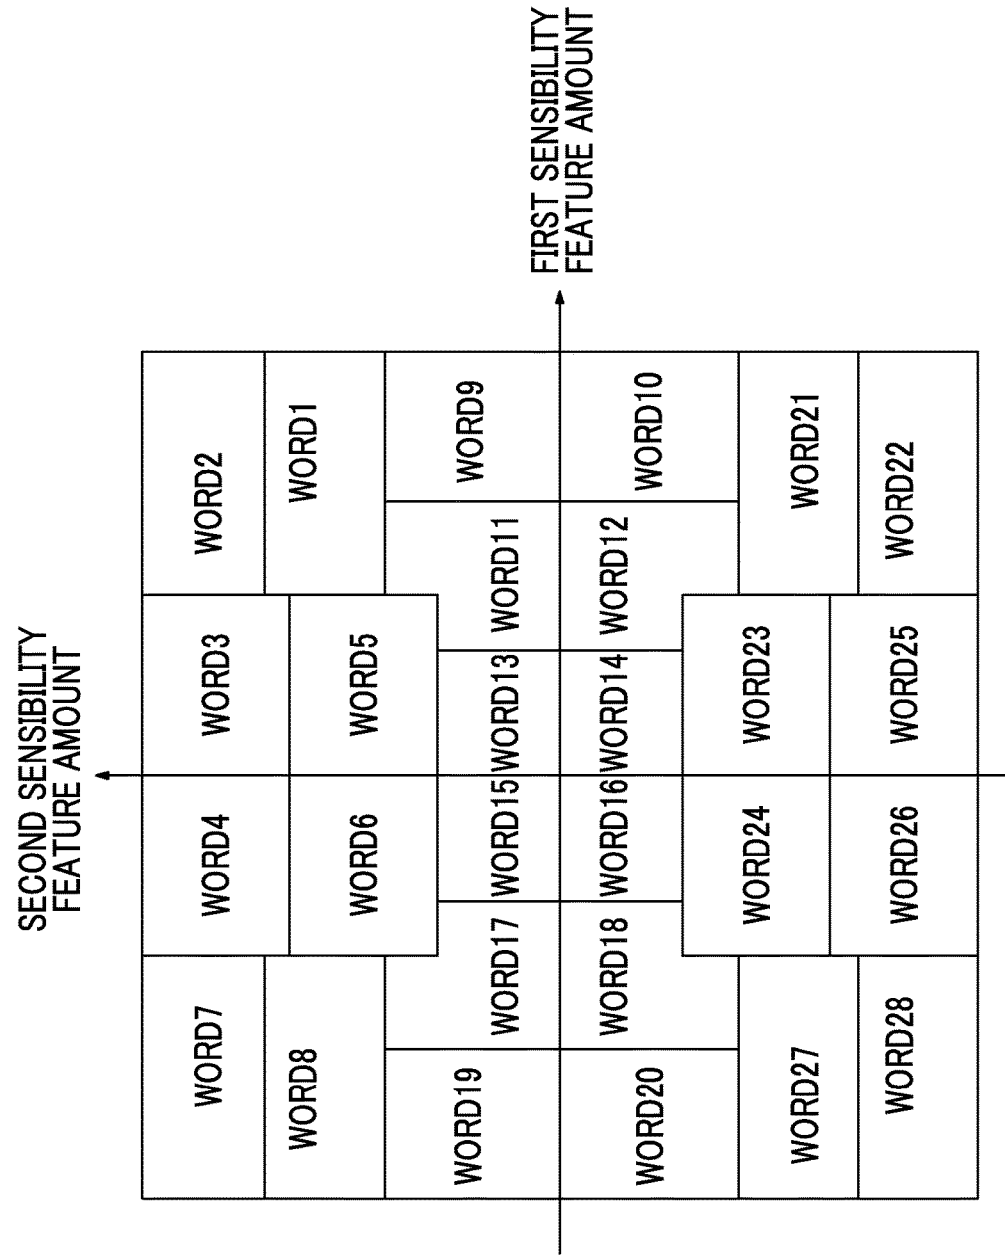 SECOND SENSIBILITY
FEATURE AMOUNT
WORD7
WORD4
WORD3
WORD2
WORD8
WORD6
WORD5
WORD1
WORD19
WORD17
WORD15
WORD13
WORD11
WORD9
FIRST SENSIBILITY
FEATURE AMOUNT
WORD20
WORD18
WORD16
WORD14
WORD12
WORD10
WORD27
WORD24
WORD23
WORD21
WORD28
WORD26
WORD25
WORD22